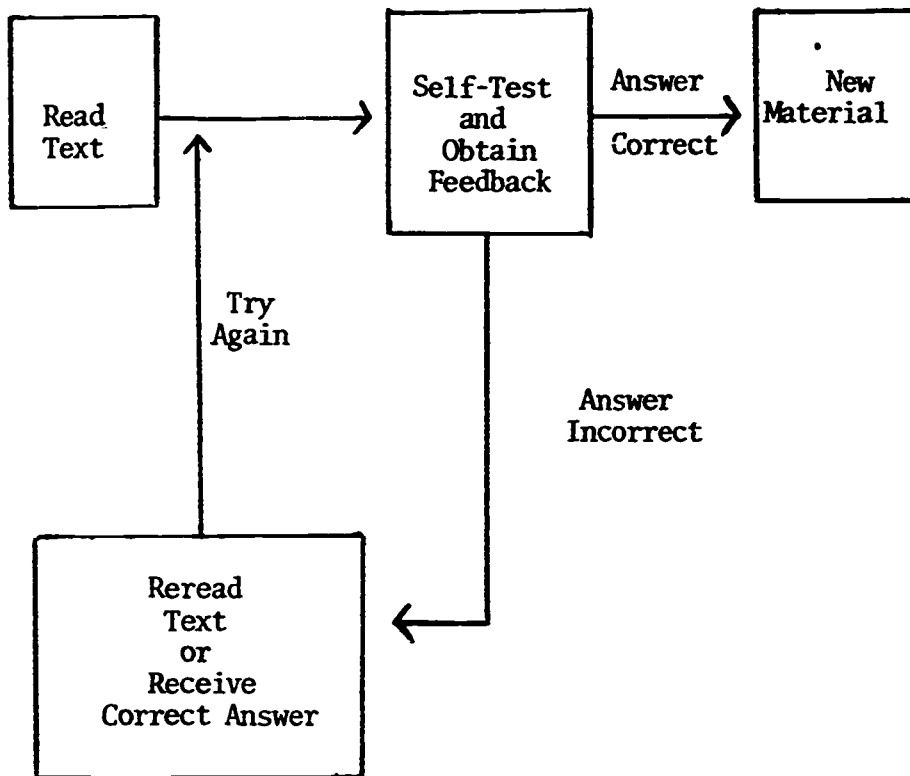 Read
Text
Self-Test
and
Obtain
Feedback
Answer
Correct
New
Material
Try
Again
Answer
Incorrect
Reread
Text
or
Receive
Correct Answer